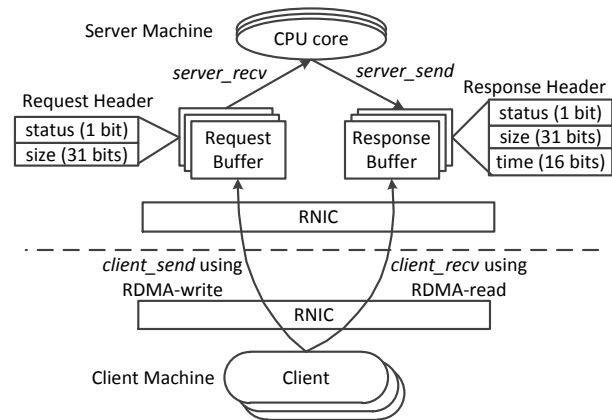 Server Machine
CPU core
server_recv
server_send
Request Header
status (1 bit)
size (31 bits)
Request
Buffer
Response
Buffer
Response Header
status (1 bit)
size (31 bits)
time (16 bits)
RNIC
client_send using
RDMA-write
client_recv using
RDMA-read
RNIC
Client Machine
Client